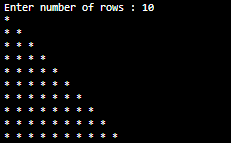 Enter number of rows : 10
*
* *
* * *
* * * *
* * * * *
* * * * * *
* * * * * * *
* * * * * * * *
* * * * * * * * *
* * * * * * * * * *